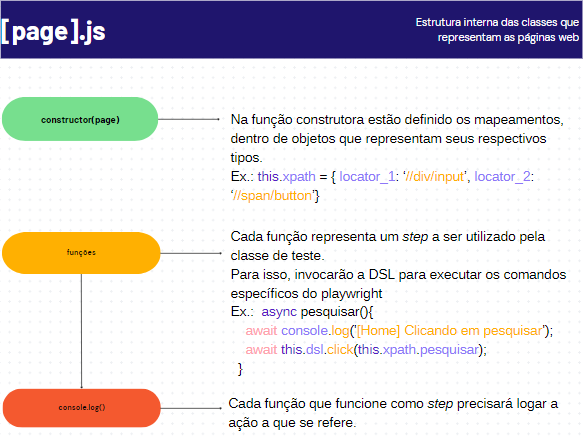 [page].js
Estrutura interna das classes que
representam as páginas web
constructor(page)
Na função construtora estão definido os mapeamentos,
dentro de objetos que representam seus respectivos
tipos.
Ex.: this.xpath = { locator_1: ‘//div/input’, locator_2:
‘//span/button’}
funções
Cada função representa um step a ser utilizado pela
classe de teste.
Para isso, invocarão a DSL para executar os comandos
específicos do playwright
Ex.: async pesquisar(){
await console.log(’[Home] Clicando em pesquisar’);
await this.dsl.click(this.xpath.pesquisar);
}
console.log()
Cada função que funcione como step precisará logar a
ação a que se refere.